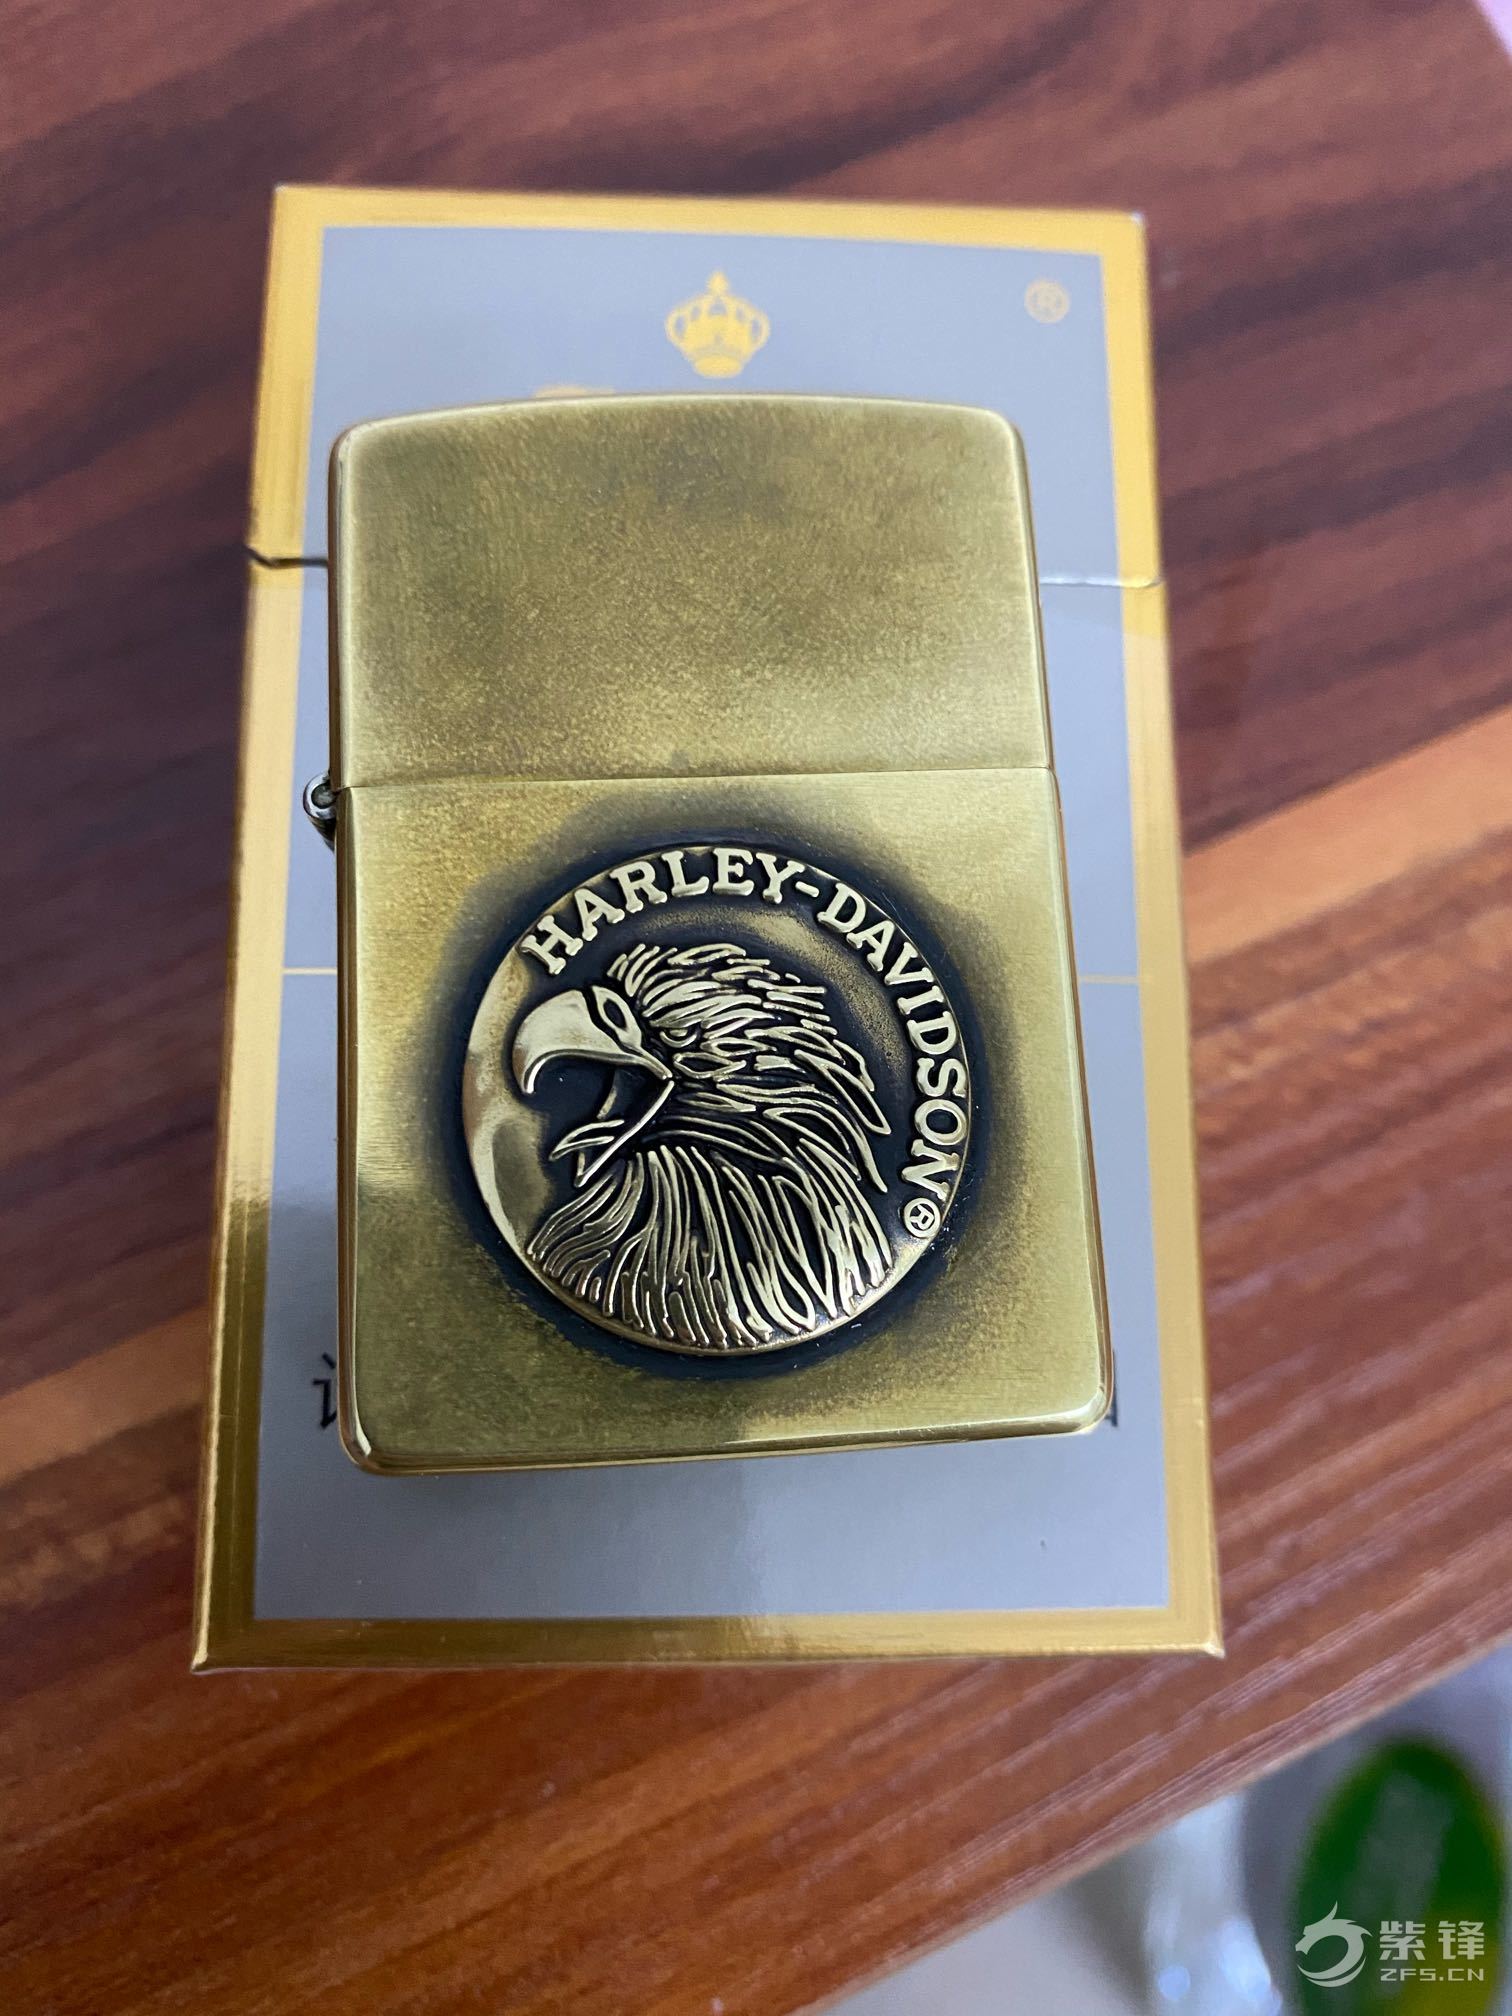 ®
HARLEY-DAVIDSON®
紫锋
ZFS.CN